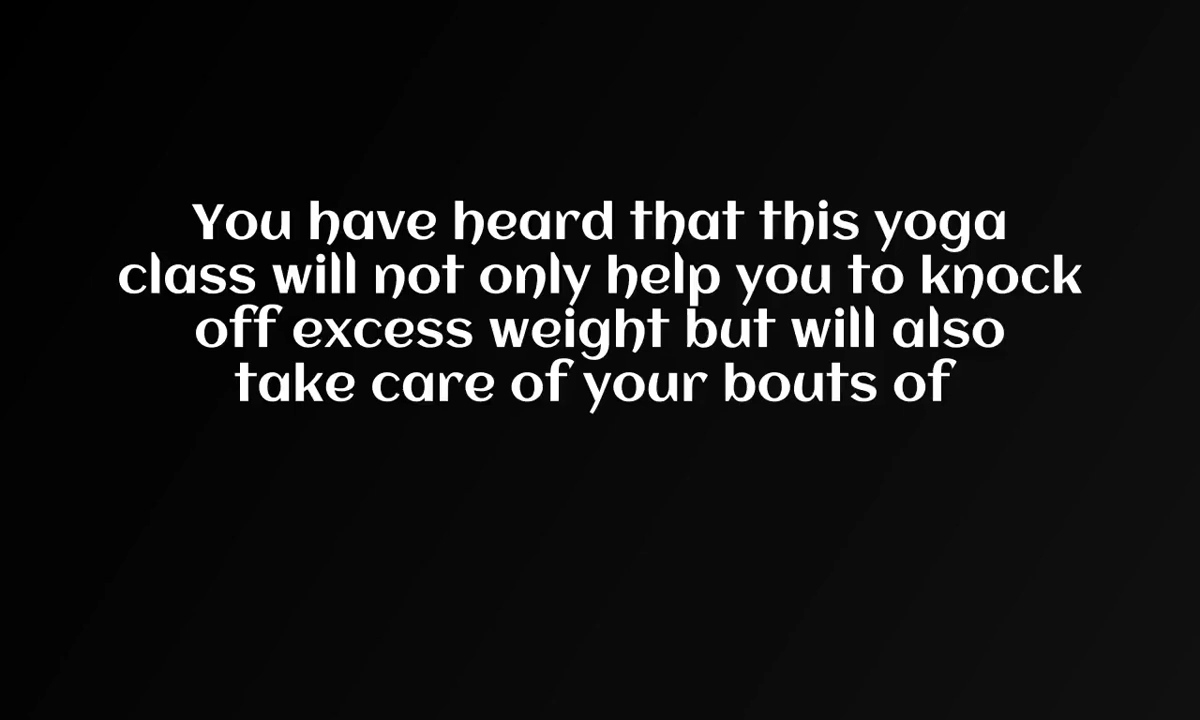 You have heard that this yoga
class will not only help you to knock
off excess weight but will also
take care of your bouts of